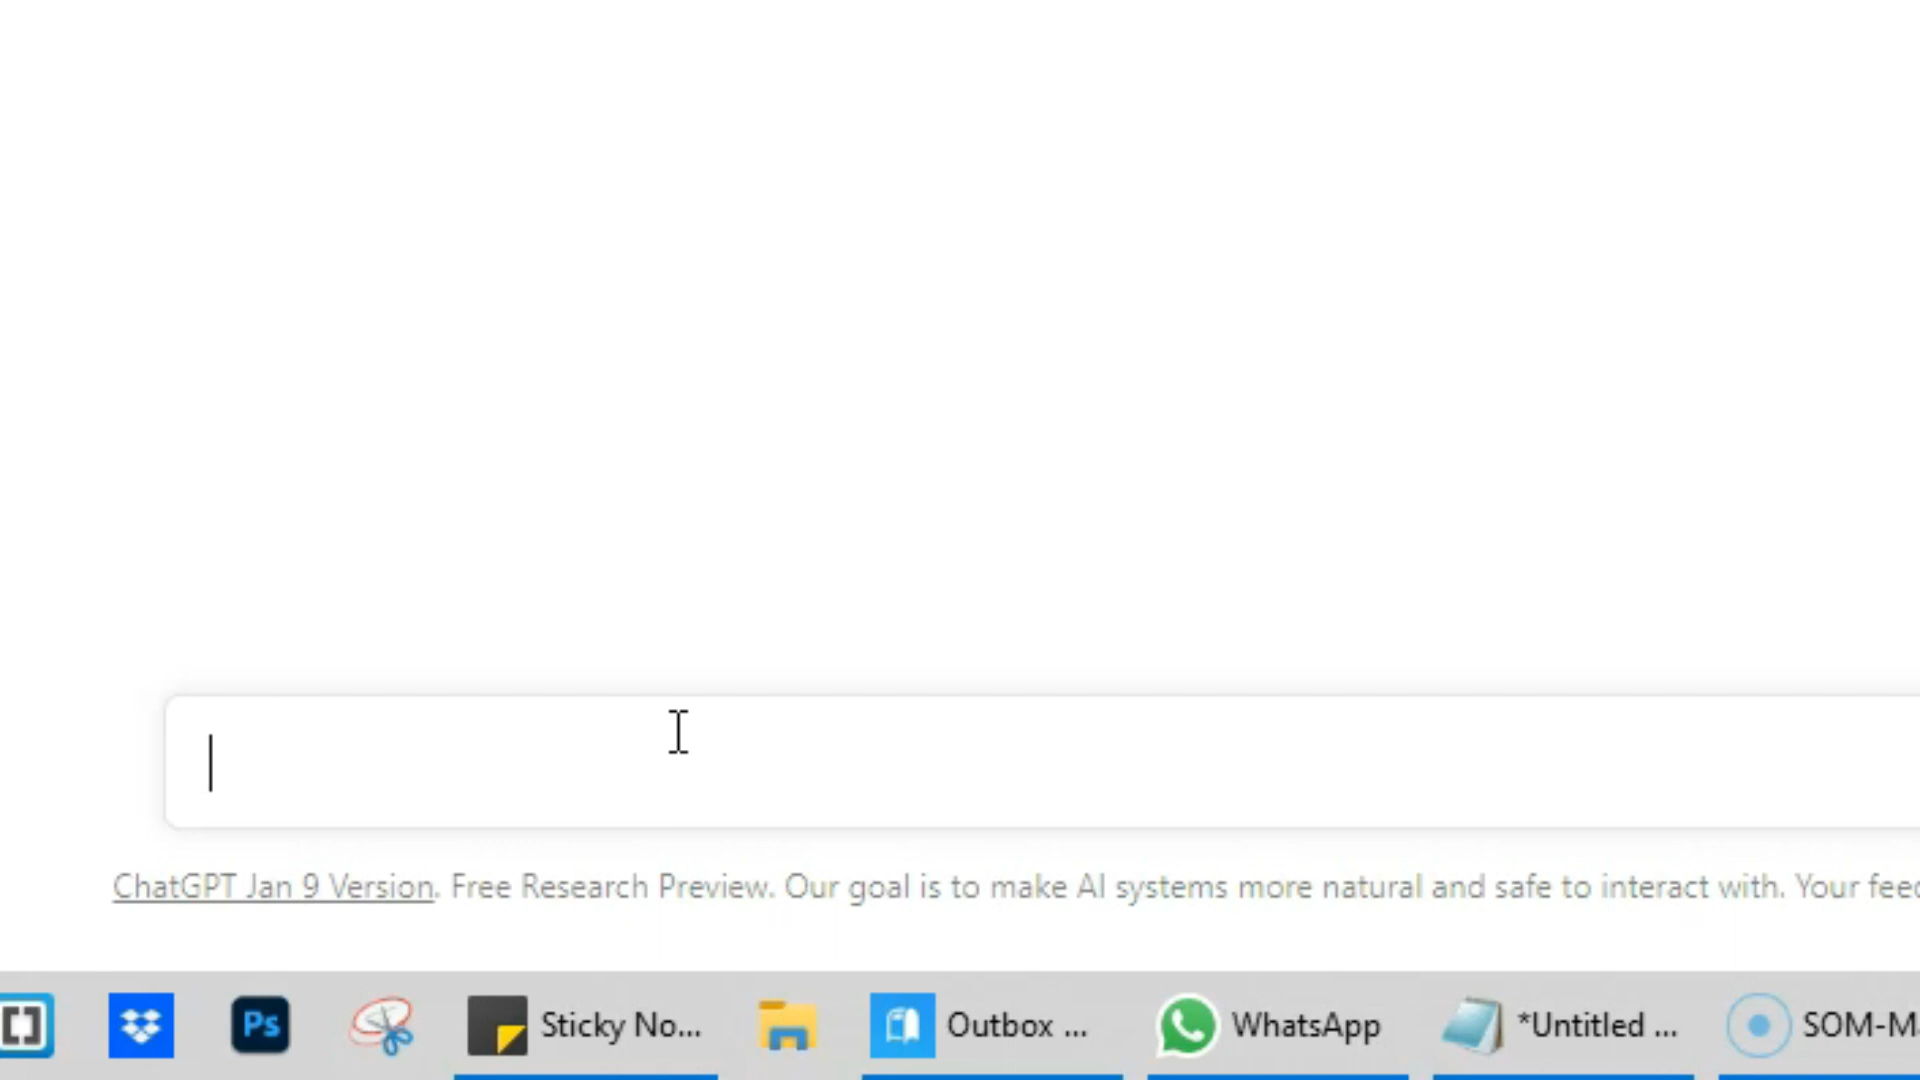 ChatGPT Jan 9 Version. Free Research Preview. Our goal is to make AI systems more natural and safe to interact with. Your
Ps Sticky No... Outbox ... WhatsApp *Untitled ... SOM-M